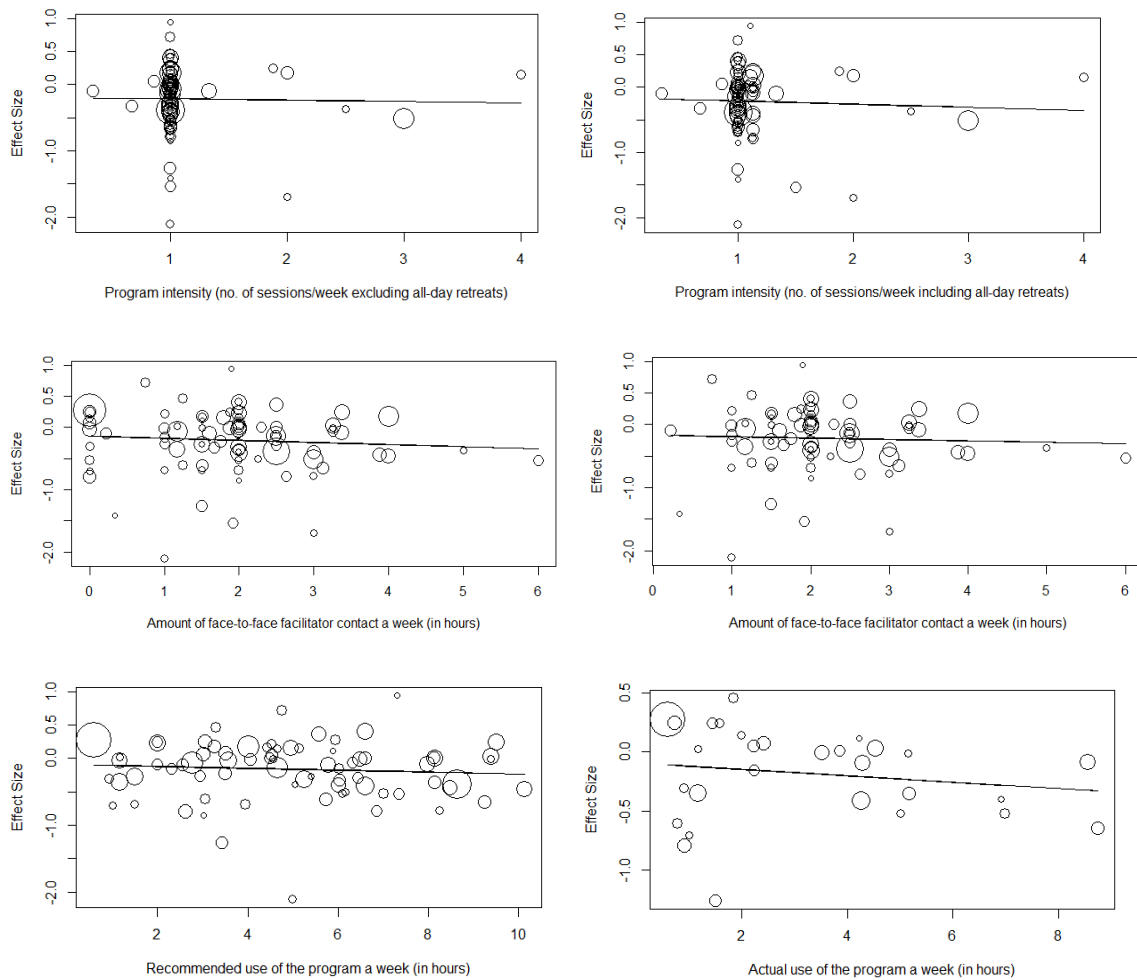 1.0
0.5
0.0
-1.0
-2.0
Effect Size
1 2 3 4
Program intensity (no. of sessions/week excluding all-day retreats)
1.0
0.5
0.0
-1.0
-2.0
Effect Size
1 2 3 4
Program intensity (no. of sessions/week including all-day retreats)
1.0
0.5
0.0
-1.0
-2.0
Effect Size
0 1 2 3 4 5 6
Amount of face-to-face facilitator contact a week (in hours)
1.0
0.5
0.0
-1.0
-2.0
Effect Size
0 1 2 3 4 5 6
Amount of face-to-face facilitator contact a week (in hours)
1.0
0.5
0.0
-1.0
-2.0
Effect Size
2 4 6 8 10
Recommended use of the program a week (in hours)
0.5
0.0
-0.5
-1.0
Effect Size
2 4 6 8
Actual use of the program a week (in hours)